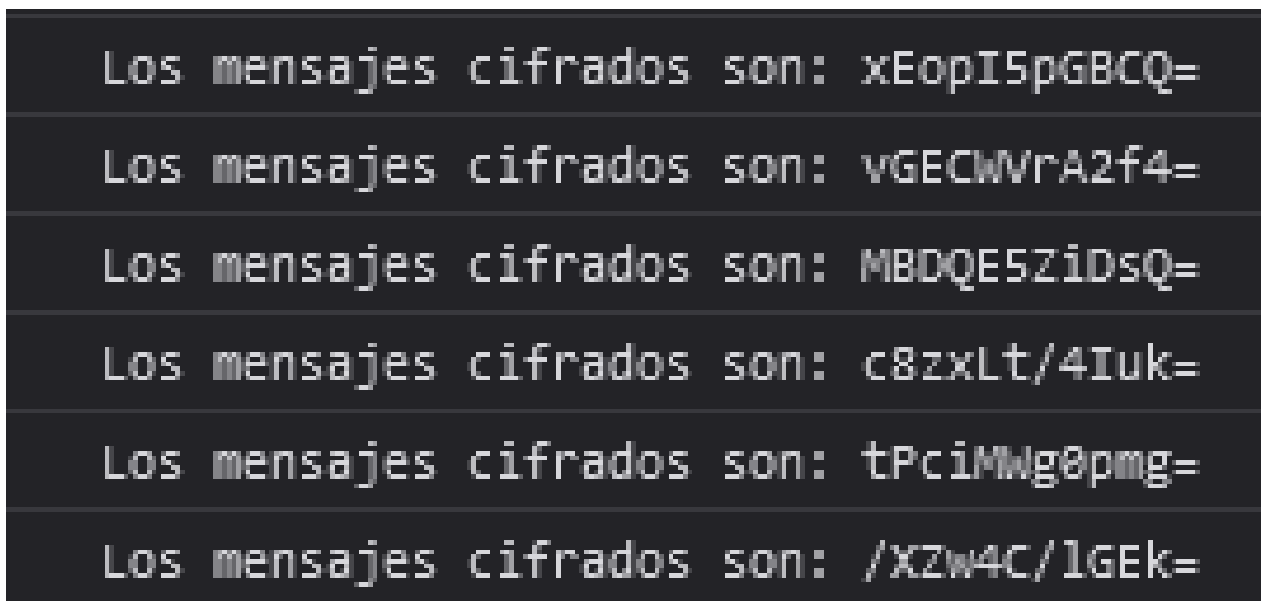 Los mensajes cifrados son: xEopI5pGBCQ=
Los mensajes cifrados son: vGECWVrA2f4=
Los mensajes cifrados son: MBDQE5ZiDsQ=
Los mensajes cifrados son: c8zxLt/4Iuk=
Los mensajes cifrados son: tPciMWg0pmg=
Los mensajes cifrados son: /XZw4C/lGEk=